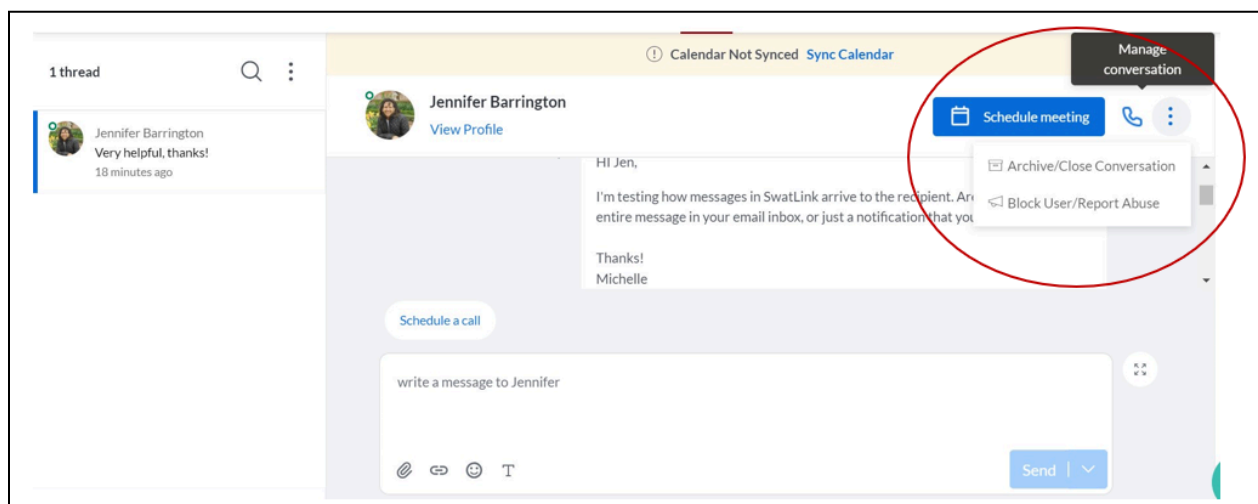 1 thread
Jennifer Barrington
Very helpful, thanks!
18 minutes ago
Calendar Not Synced Sync Calendar
Manage
conversation
Jennifer Barrington
View Profile
Schedule meeting
Archive/Close Conversation
Block User/Report Abuse
HI Jen,
I'm testing how messages in SwatLink arrive to the recipient. Are
entire message in your email inbox, or just a notification that you
Thanks!
Michelle
Schedule a call
write a message to Jennifer
T
Send